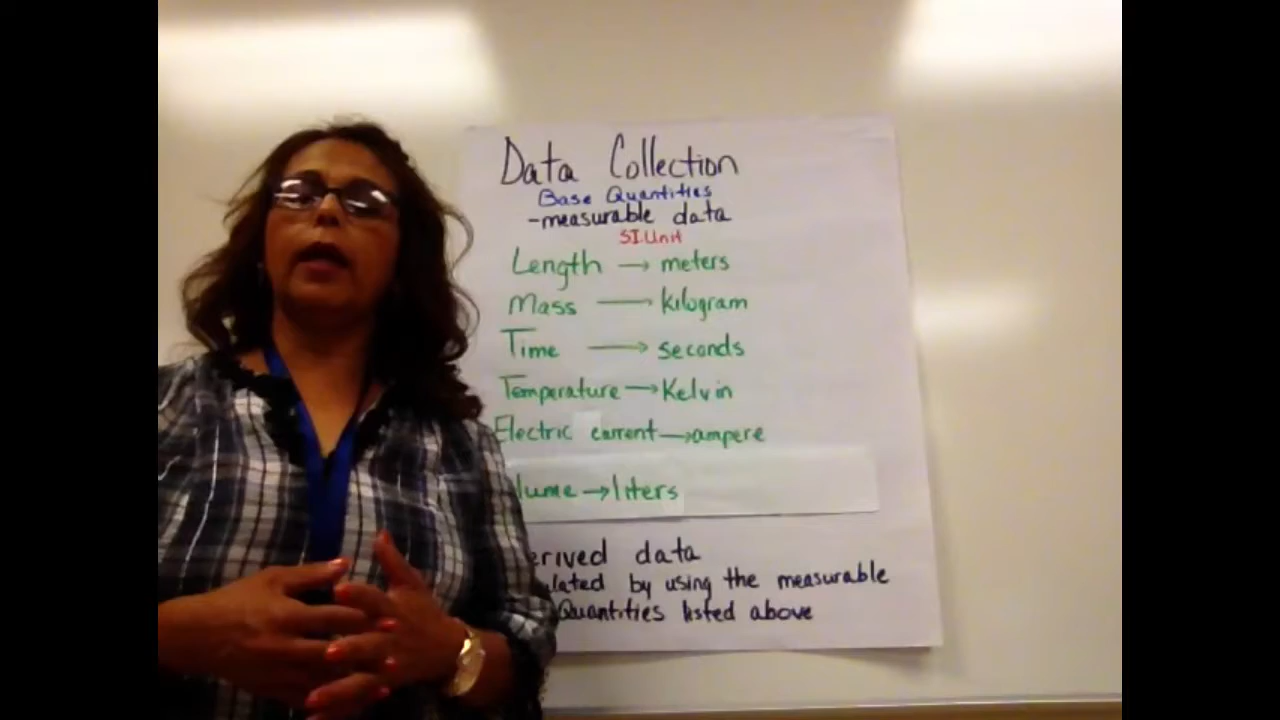 Data Collection
Base Quantities
-measurable data
SI.Unit
Length → meters
Mass → kilogram
Time → seconds
Temperature → Kelvin
Electric current → ampere
lume → liters
erived data
ulated by using the measurable
Quantities listed above